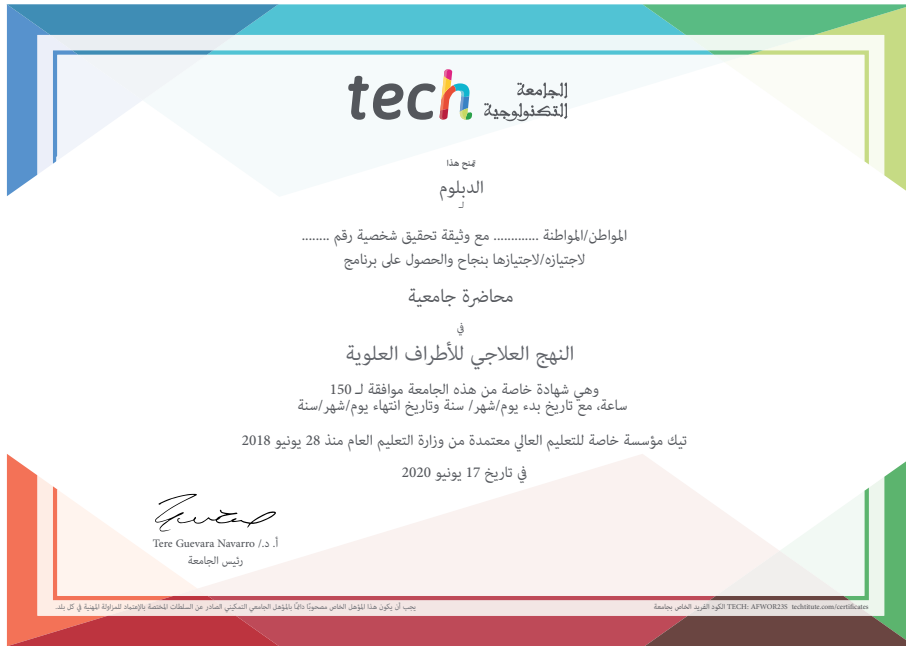 tech الجامعة
التكنولوجية
يمنح هذا
الدبلوم
لـ
المواطن/المواطنة ............. مع وثيقة تحقيق شخصية رقم ........
لاجتيازه/لاجتيازها بنجاح والحصول على برنامج
محاضرة جامعية
في
النهج العلاجي للأطراف العلوية
وهي شهادة خاصة من هذه الجامعة موافقة لـ 150
ساعة، مع تاريخ بدء يوم/شهر/ سنة وتاريخ انتهاء يوم/شهر/سنة
تيك مؤسسة خاصة للتعليم العالي معتمدة من وزارة التعليم العام منذ 28 يونيو 2018
في تاريخ 17 يونيو 2020
أ. د./ Tere Guevara Navarro
رئيس الجامعة
يجب أن يكون هذا المؤهل الخاص مصحوبًا دائمًا بالمؤهل الجامعي التمكيني الصادر عن السلطات المختصة بالإعتماد للمزاولة المهنية في كل بلد.
الكود الفريد الخاص بجامعة TECH: AFWOR23S techtitute.com/certificates